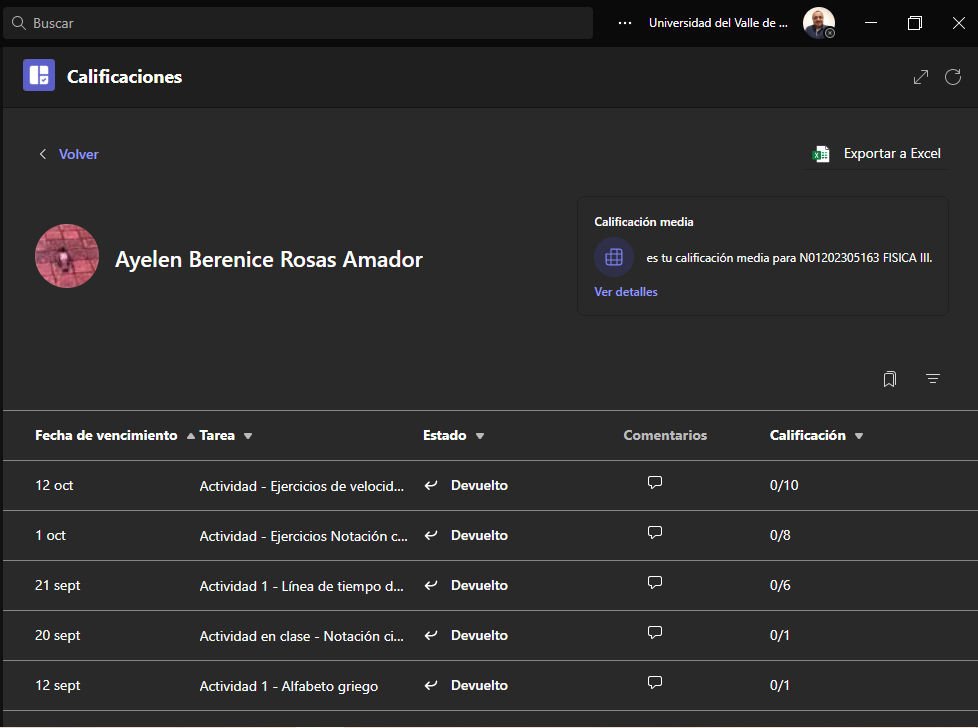 Buscar
Universidad del Valle de ...
Calificaciones
Volver
Exportar a Excel
Calificación media
es tu calificación media para N01202305163 FISICA III.
Ver detalles
Ayelen Berenice Rosas Amador
Fecha de vencimiento Tarea Estado Comentarios Calificación
12 oct Actividad - Ejercicios de velocid... Devuelto 0/10
1 oct Actividad - Ejercicios Notación c... Devuelto 0/8
21 sept Actividad 1 - Línea de tiempo d... Devuelto 0/6
20 sept Actividad en clase - Notación ci... Devuelto 0/1
12 sept Actividad 1 - Alfabeto griego Devuelto 0/1